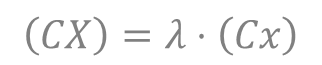 (CX) = λ · (Cx)